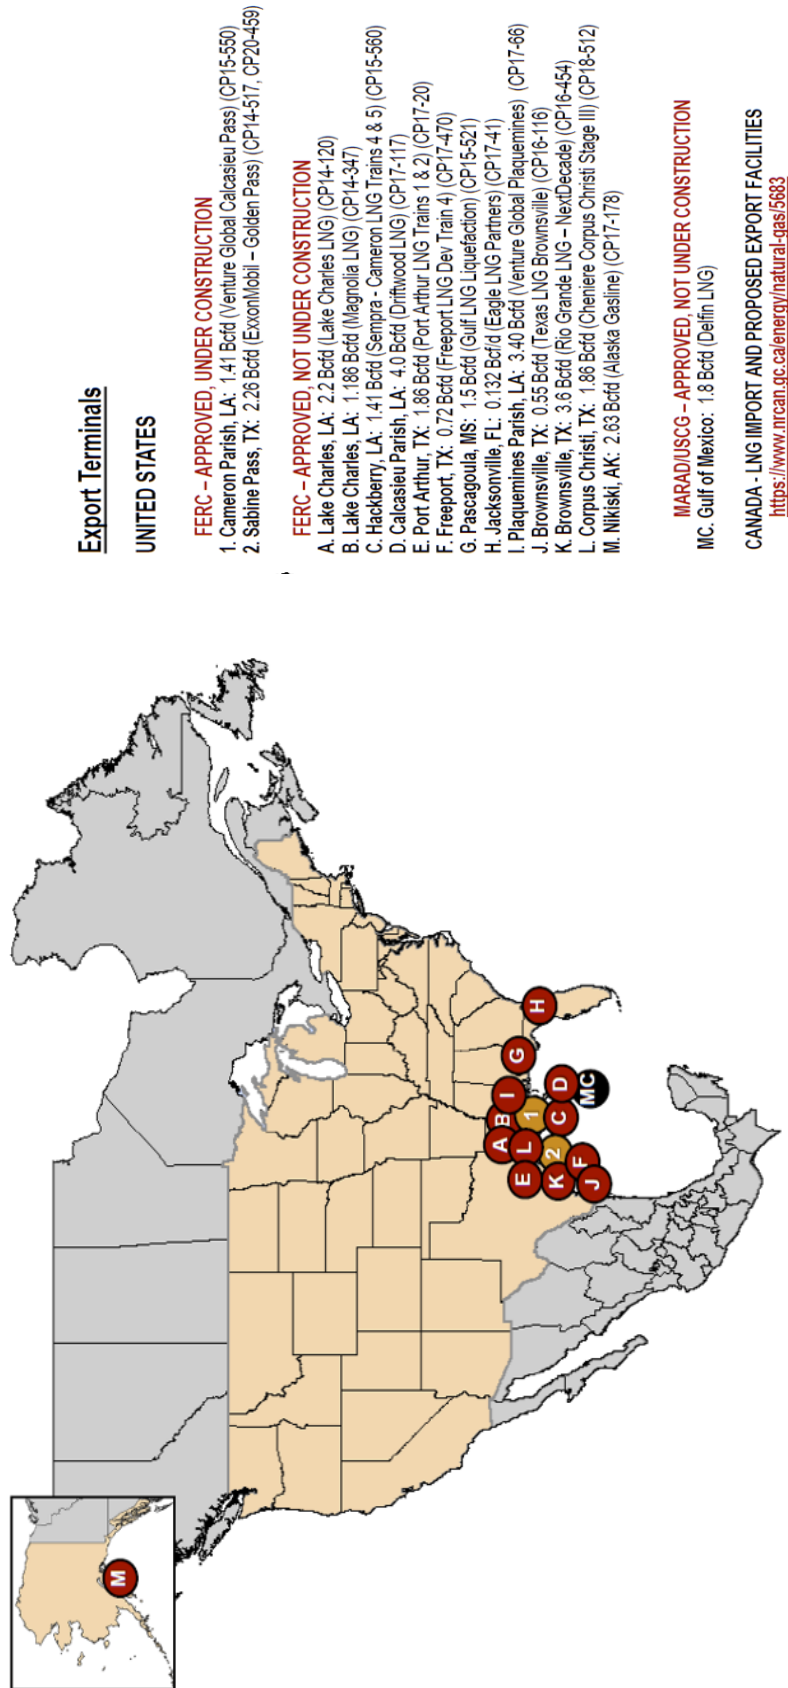 Export Terminals
UNITED STATES
FERC – APPROVED, UNDER CONSTRUCTION
1. Cameron Parish, LA: 1.41 Bcfd (Venture Global Calcasieu Pass) (CP15-550)
2. Sabine Pass, TX: 2.26 Bcfd (ExxonMobil – Golden Pass) (CP14-517, CP20-459)
FERC – APPROVED, NOT UNDER CONSTRUCTION
A. Lake Charles, LA: 2.2 Bcfd (Lake Charles LNG) (CP14-120)
B. Lake Charles, LA: 1.186 Bcfd (Magnolia LNG) (CP14-347)
C. Hackberry, LA: 1.41 Bcfd (Sempra - Cameron LNG Trains 4 & 5) (CP15-560)
D. Calcasieu Parish, LA: 4.0 Bcfd (Driftwood LNG) (CP17-117)
E. Port Arthur, TX: 1.86 Bcfd (Port Arthur LNG Trains 1 & 2) (CP17-20)
F. Freeport, TX: 0.72 Bcfd (Freeport LNG Dev Train 4) (CP17-470)
G. Pascagoula, MS: 1.5 Bcfd (Gulf LNG Liquefaction) (CP15-521)
H. Jacksonville, FL: 0.132 Bcf/d (Eagle LNG Partners) (CP17-41)
I. Plaquemines Parish, LA: 3.40 Bcfd (Venture Global Plaquemines) (CP17-66)
J. Brownsville, TX: 0.55 Bcfd (Texas LNG Brownsville) (CP16-116)
K. Brownsville, TX: 3.6 Bcfd (Rio Grande LNG – NextDecade) (CP16-454)
L. Corpus Christi, TX: 1.86 Bcfd (Cheniere Corpus Christi Stage III) (CP18-512)
M. Nikiski, AK: 2.63 Bcfd (Alaska Gasline) (CP17-178)
MARAD/USCG – APPROVED, NOT UNDER CONSTRUCTION
MC. Gulf of Mexico: 1.8 Bcfd (Delfin LNG)
CANADA - LNG IMPORT AND PROPOSED EXPORT FACILITIES
https://www.nrcan.gc.ca/energy/natural-gas/5683
M
A
B
I
G
H
E
L
1
K
2
C
D
F
J
MC